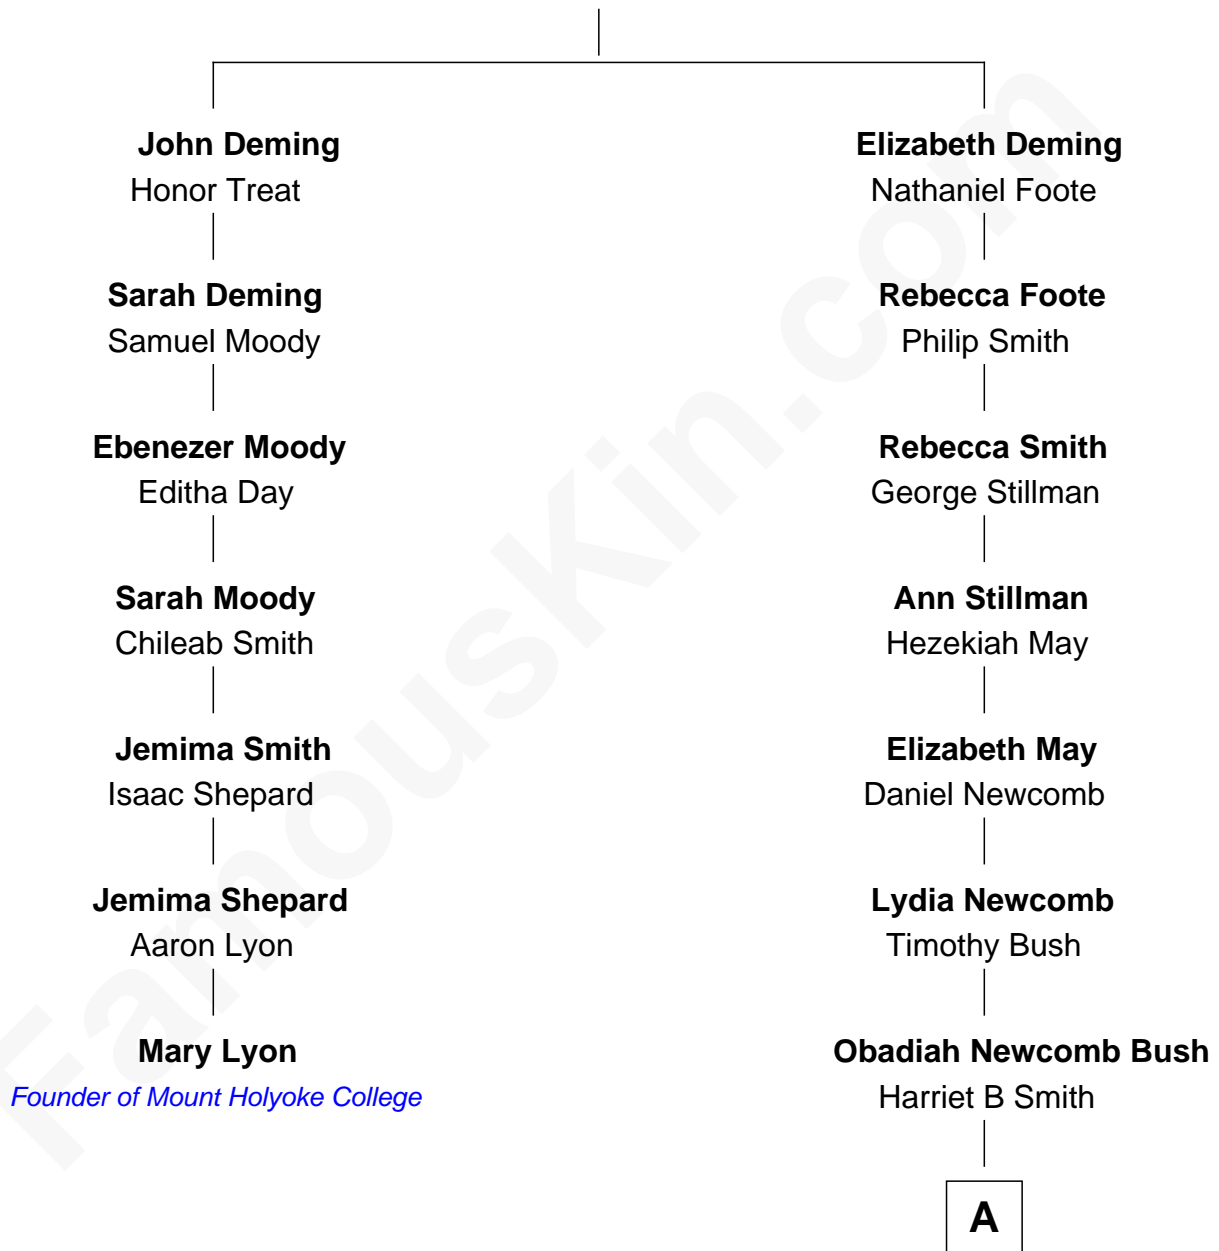 John Deming
Honor Treat
Sarah Deming
Samuel Moody
Ebenezer Moody
Editha Day
Sarah Moody
Chileab Smith
Jemima Smith
Isaac Shepard
Jemima Shepard
Aaron Lyon
Mary Lyon
Founder of Mount Holyoke College
Elizabeth Deming
Nathaniel Foote
Rebecca Foote
Philip Smith
Rebecca Smith
George Stillman
Ann Stillman
Hezekiah May
Elizabeth May
Daniel Newcomb
Lydia Newcomb
Timothy Bush
Obadiah Newcomb Bush
Harriet B Smith
A
FamousKin.com